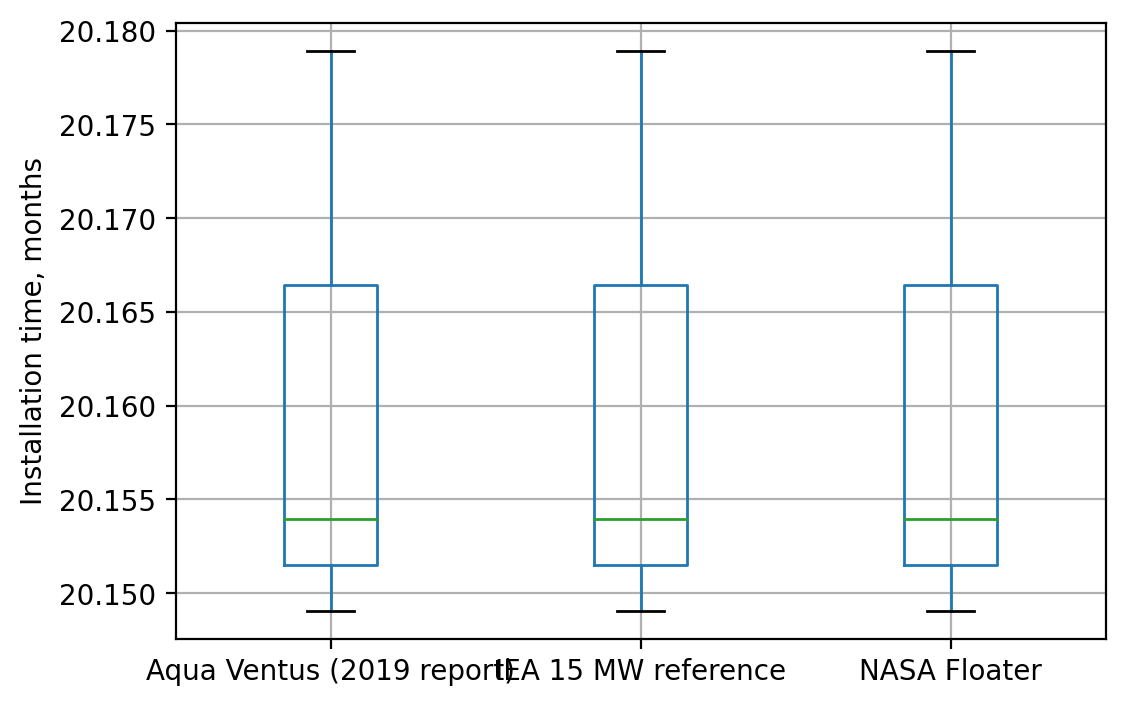 20.180
20.175
20.170
20.165
20.160
20.155
20.150
Installation time, months
Aqua Ventus (2019 report)
IEA 15 MW reference
NASA Floater